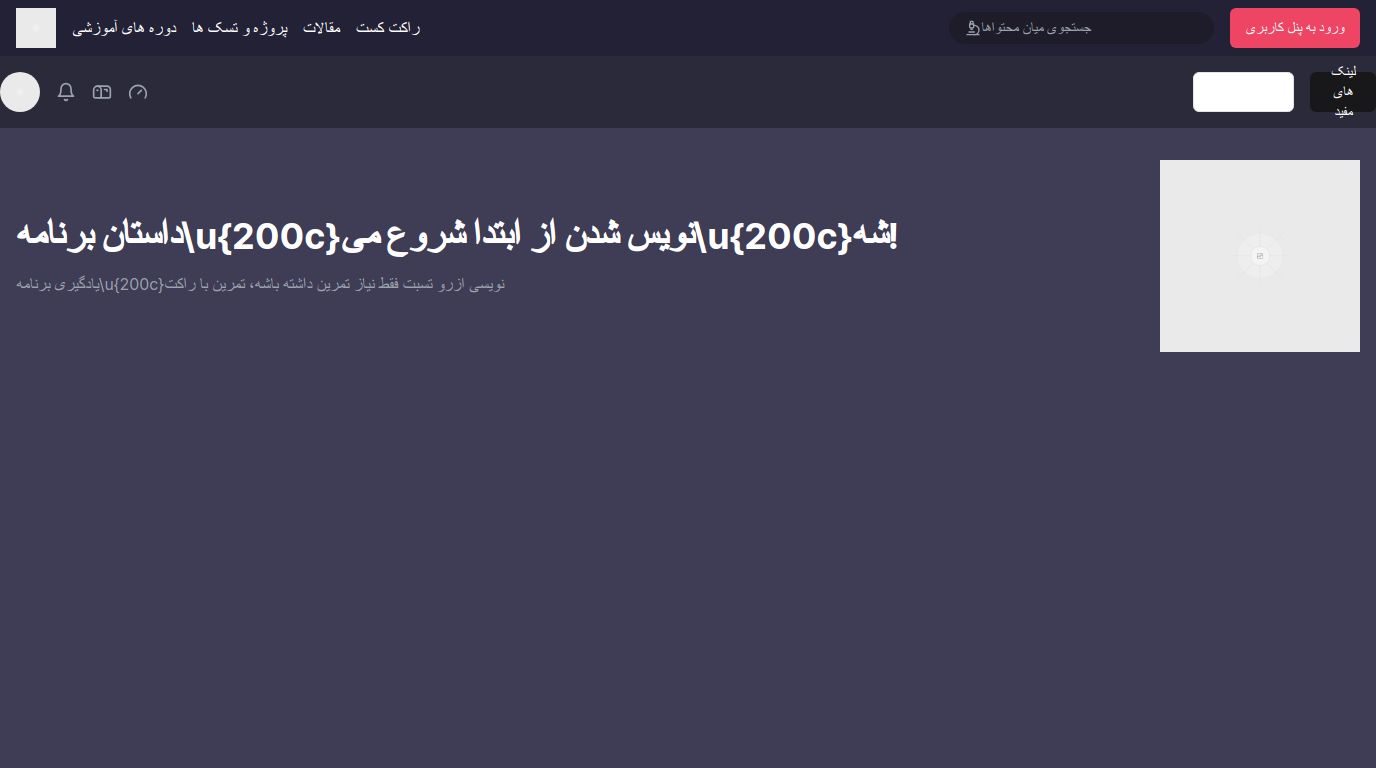 دوره های آموزشی
پروژه و تسک ها
مقالات
راکت کست
جستجوی میان محتواها
ورود به پنل کاربری
لینک
های
مفید
داستان برنامه\u{200c}نویس شدن از ابتدا شروع می\u{200c}شه!
یادگیری برنامه\u{200c}نویسی ازرو تسبت فقط نیاز تمرین داشته باشه، تمرین با راکت